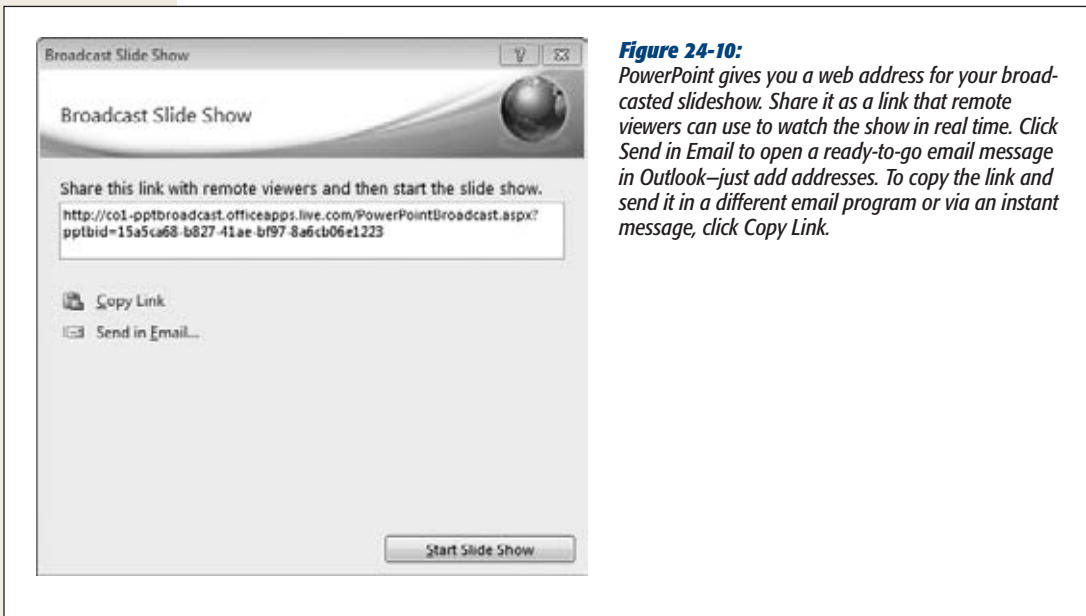 Broadcast Slide Show
Broadcast Slide Show
Share this link with remote viewers and then start the slide show.
http://co1-pptbroadcast.officeapps.live.com/PowerPointBroadcast.aspx?
pptbid=15a5ca68-b827-41ae-bf97-8a6cb06e1223
Copy Link
Send in Email...
Start Slide Show
Figure 24-10:
PowerPoint gives you a web address for your broad-
casted slideshow. Share it as a link that remote
viewers can use to watch the show in real time. Click
Send in Email to open a ready-to-go email message
in Outlook—just add addresses. To copy the link and
send it in a different email program or via an instant
message, click Copy Link.